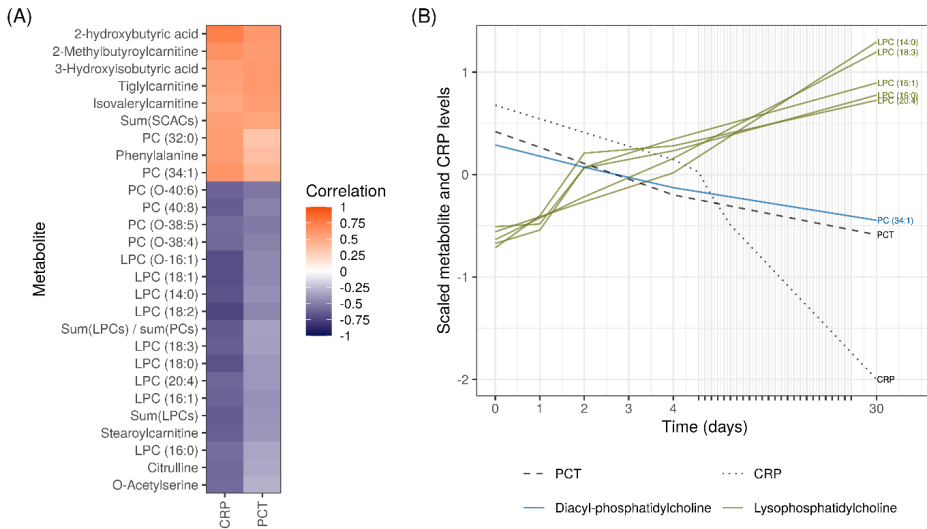 (A)
2-hydroxybutyric acid
2-Methylbutyroylcarnitine
3-Hydroxyisobutyric acid
Tiglylcarnitine
Isovalerylcarnitine
Sum(SCACs)
PC (32:0)
Phenylalanine
PC (34:1)
PC (O-40:6)
PC (40:8)
PC (O-38:5)
PC (O-38:4)
LPC (O-16:1)
LPC (18:1)
LPC (14:0)
LPC (18:2)
Sum(LPCs) / sum(PCs)
LPC (18:3)
LPC (18:0)
LPC (20:4)
LPC (16:1)
Sum(LPCs)
Stearoylcarnitine
LPC (16:0)
Citrulline
O-Acetylserine
Metabolite
CRP
PCT
Correlation
1
0.75
0.5
0.25
0
-0.25
-0.5
-0.75
-1
(B)
Scaled metabolite and CRP levels
1
0
-1
-2
LPC (14:0)
LPC (18:3)
LPC (16:1)
LPC (16:0)
LPC (20:4)
PC (34:1)
PCT
CRP
0 1 2 3 4 30
Time (days)
PCT
CRP
Diacyl-phosphatidylcholine
Lysophosphatidylcholine